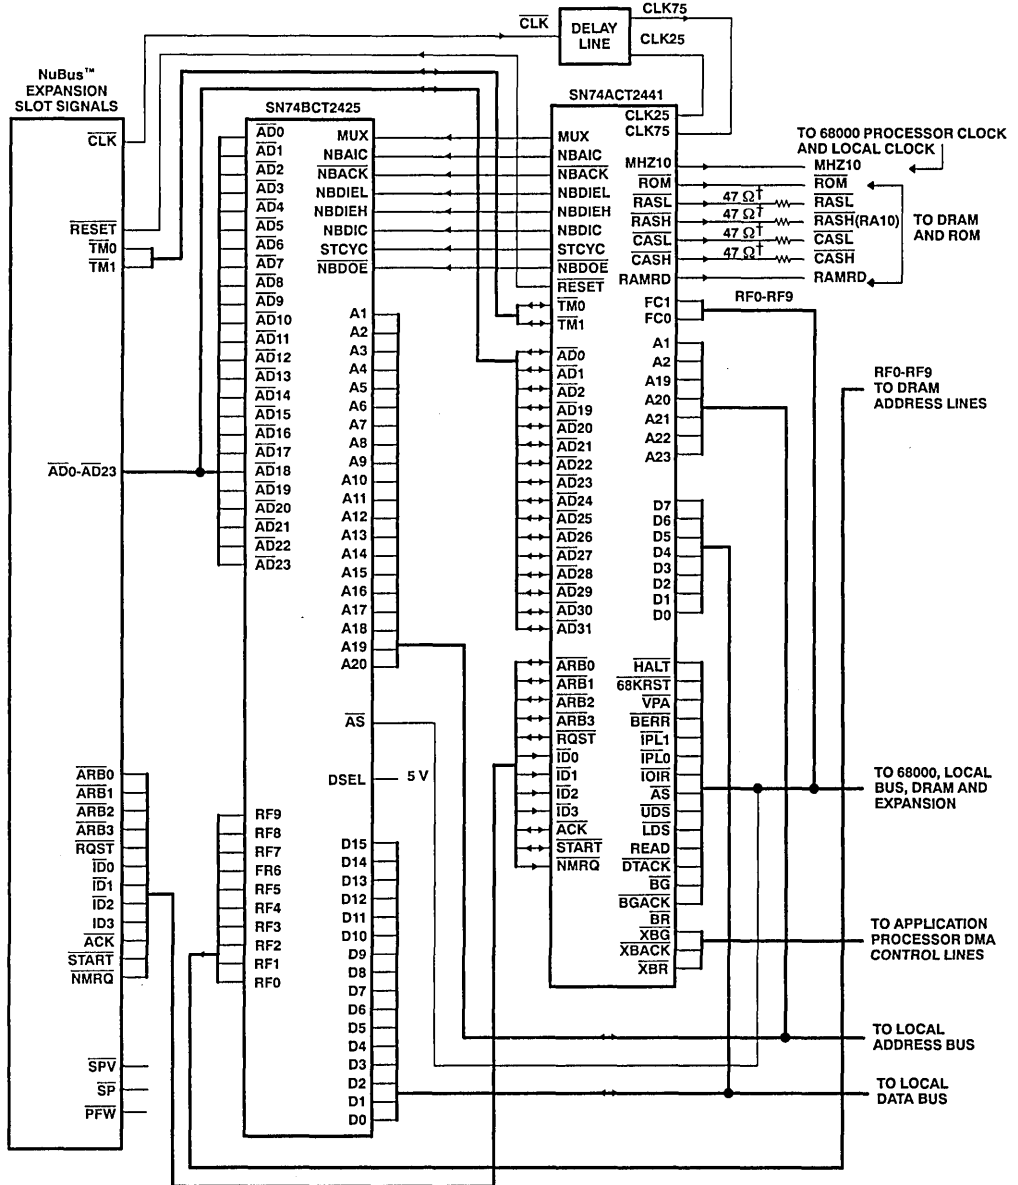 CLK
DELAY
LINE
CLK75
CLK25
NuBus™
EXPANSION
SLOT SIGNALS
CLK
RESET
TM0
TM1
AD0-AD23
ARB0
ARB1
ARB2
ARB3
RQST
ID0
ID1
ID2
ID3
ACK
START
NMRQ
SPV
SP
PFW
SN74BCT2425
AD0
AD1
AD2
AD3
AD4
AD5
AD6
AD7
AD8
AD9
AD10
AD11
AD12
AD13
AD14
AD15
AD16
AD17
AD18
AD19
AD20
AD21
AD22
AD23
RF9
RF8
RF7
FR6
RF5
RF4
RF3
RF2
RF1
RF0
MUX
NBAIC
NBACK
NBDIEL
NBDIEH
NBDIC
STCYC
NBDOE
A1
A2
A3
A4
A5
A6
A7
A8
A9
A10
A11
A12
A13
A14
A15
A16
A17
A18
A19
A20
AS
DSEL
5 V
D15
D14
D13
D12
D11
D10
D9
D8
D7
D6
D5
D4
D3
D2
D1
D0
SN74ACT2441
MUX
NBAIC
NBACK
NBDIEL
NBDIEH
NBDIC
STCYC
NBDOE
RESET
TM0
TM1
AD0
AD1
AD2
AD19
AD20
AD21
AD22
AD23
AD24
AD25
AD26
AD27
AD28
AD29
AD30
AD31
ARB0
ARB1
ARB2
ARB3
RQST
ID0
ID1
ID2
ID3
ACK
START
NMRQ
CLK25
CLK75
MHZ10
ROM
RASL
RASH
CASL
CASH
RAMRD
FC1
FC0
A1
A2
A19
A20
A21
A22
A23
D7
D6
D5
D4
D3
D2
D1
D0
HALT
68KRST
VPA
BERR
IPL1
IPL0
IOIR
AS
UDS
LDS
READ
DTACK
BG
BGACK
BR
XBG
XBACK
XBR
47 Ω†
47 Ω†
47 Ω†
47 Ω†
TO 68000 PROCESSOR CLOCK
AND LOCAL CLOCK
MHZ10
ROM
RASL
RASH(RA10)
CASL
CASH
RAMRD
TO DRAM
AND ROM
RF0-RF9
RF0-RF9
TO DRAM
ADDRESS LINES
TO 68000, LOCAL
BUS, DRAM AND
EXPANSION
TO APPLICATION
PROCESSOR DMA
CONTROL LINES
TO LOCAL
ADDRESS BUS
TO LOCAL
DATA BUS